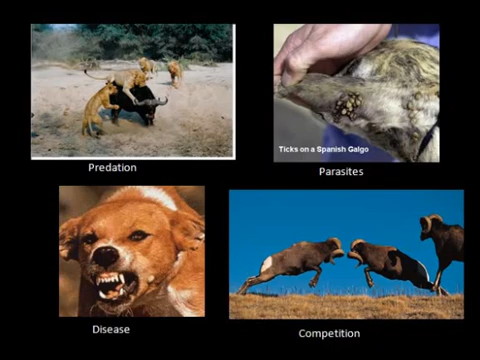 Predation
Ticks on a Spanish Galgo
Parasites
Disease
Competition